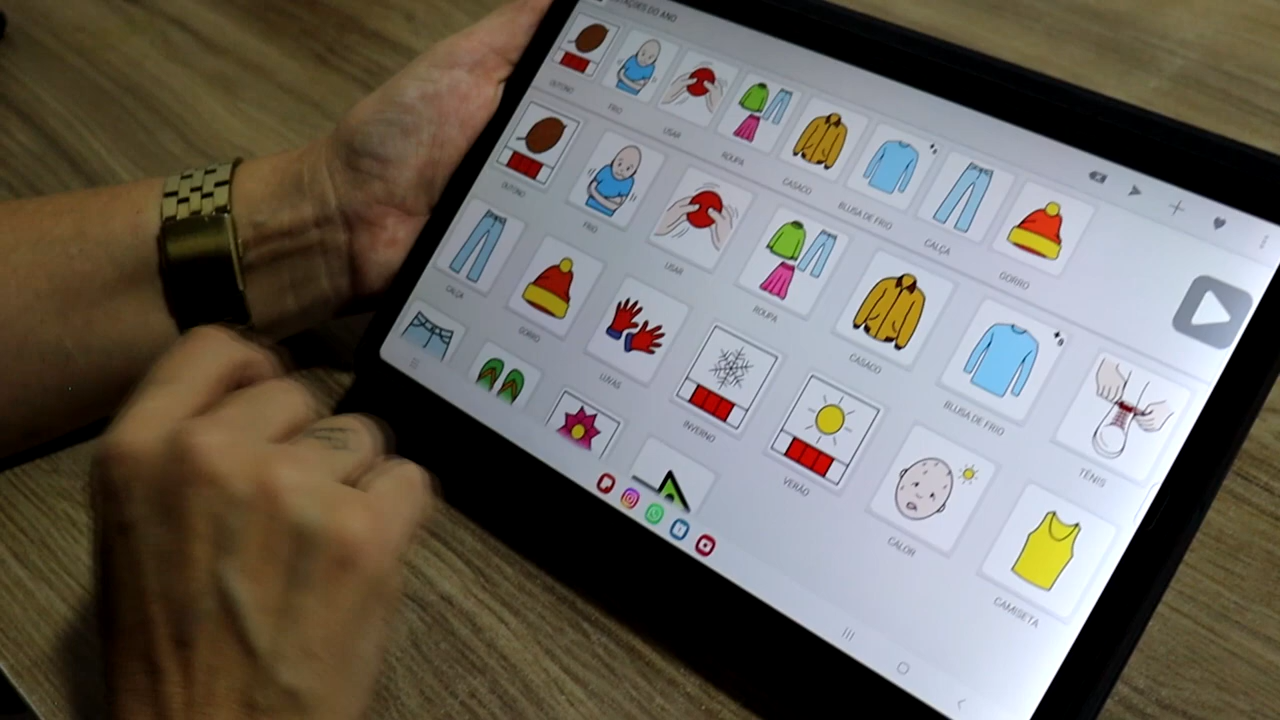 ESTAÇÕES DO ANO
OUTONO FRIO USAR ROUPA CASACO BLUSA DE FRIO CALÇA GORRO
OUTONO FRIO USAR ROUPA CASACO BLUSA DE FRIO TÊNIS
CALÇA GORRO LUVAS INVERNO VERÃO CALOR CAMISETA